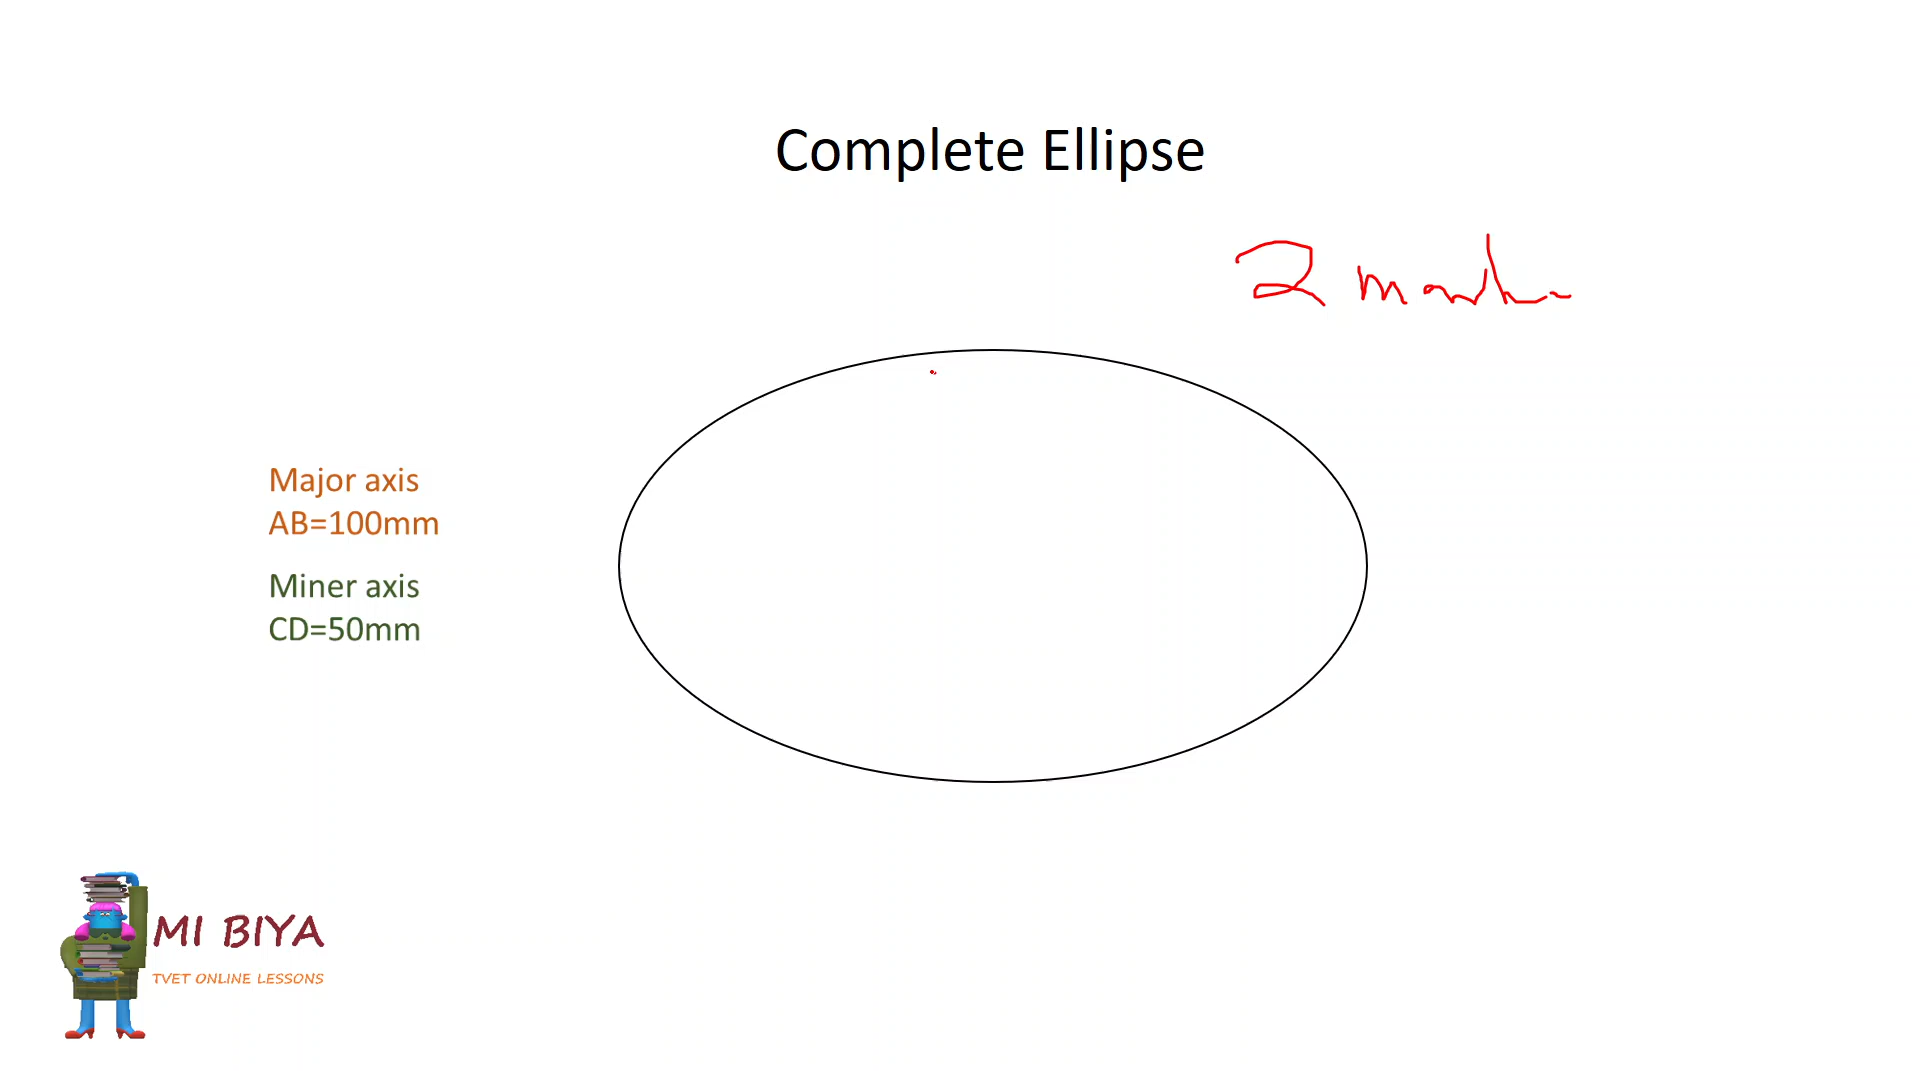 Complete Ellipse
2 marks
Major axis
AB=100mm
Miner axis
CD=50mm
MI BIYA
TVET ONLINE LESSONS